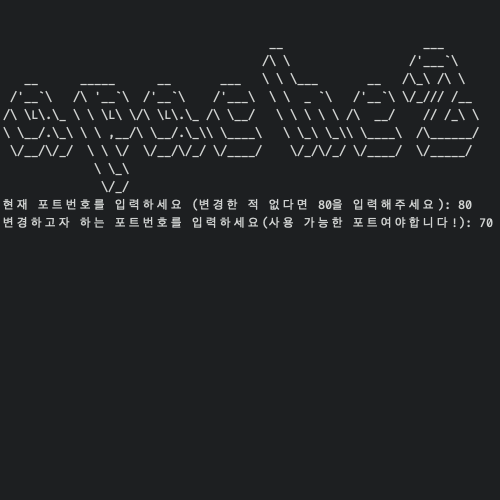 apache2
현재 포트번호를 입력하세요 (변경한 적 없다면 80을 입력해주세요): 80
변경하고자 하는 포트번호를 입력하세요(사용 가능한 포트여야합니다!): 70